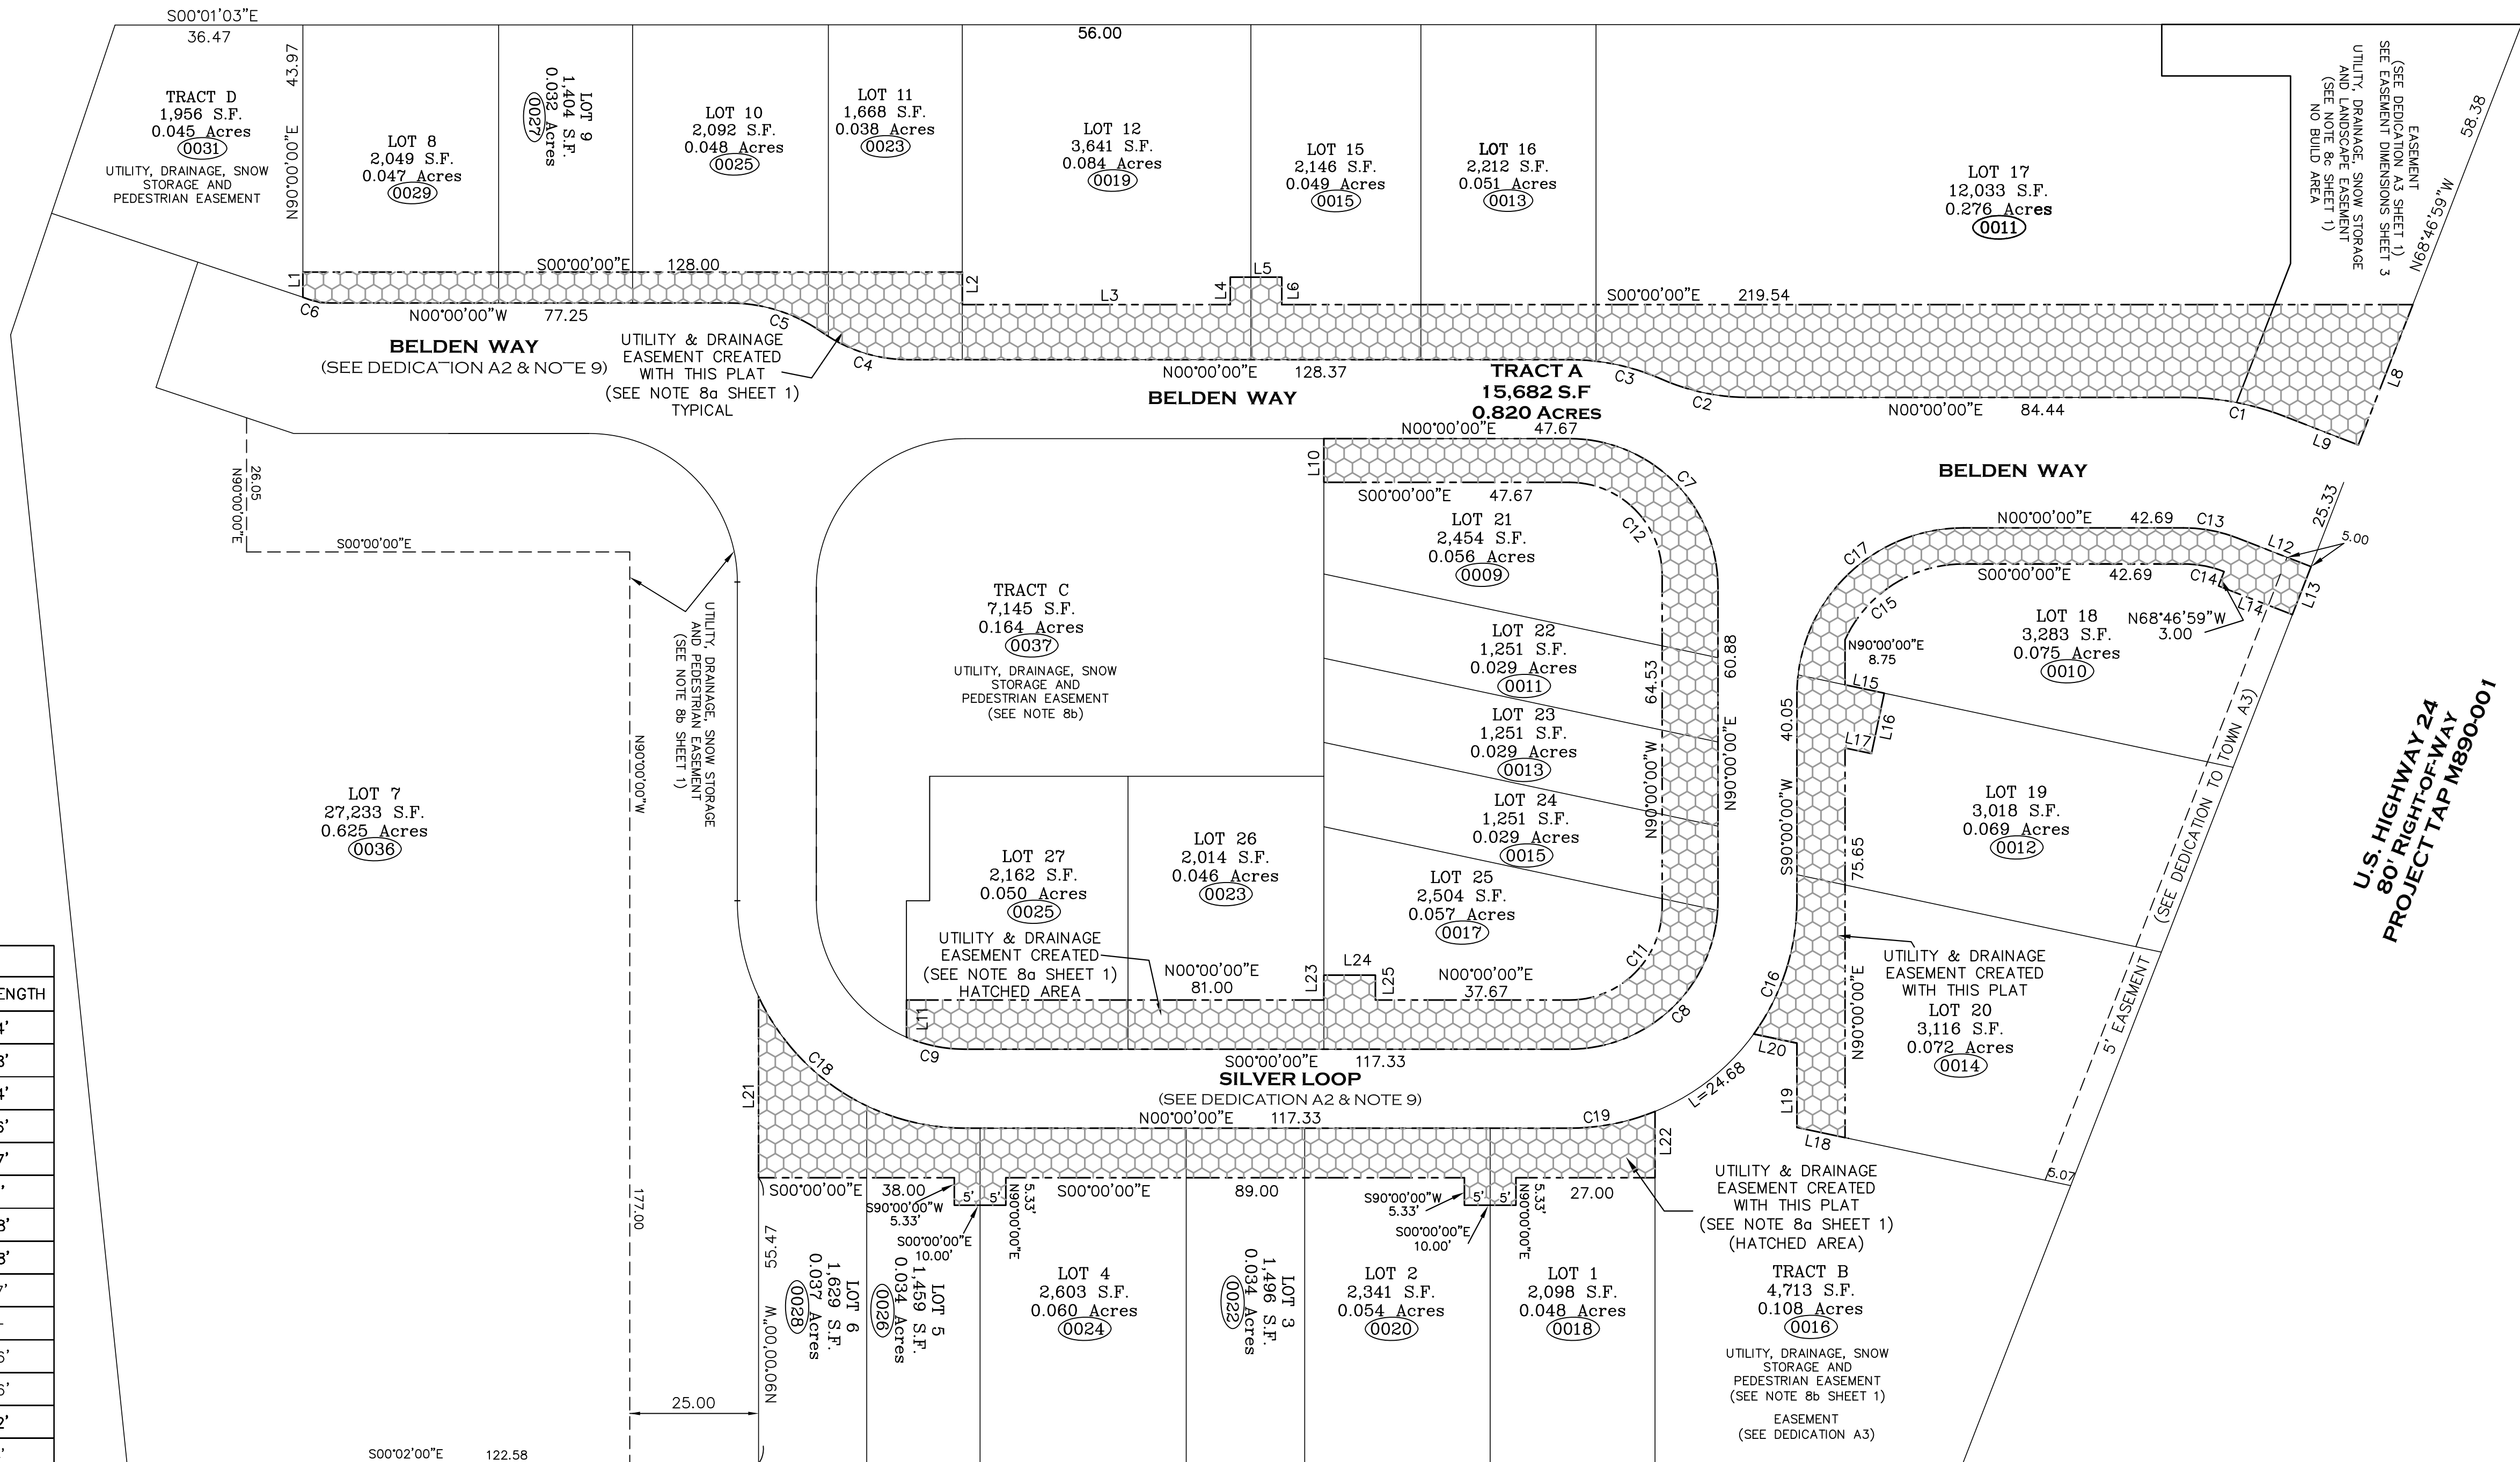 S00°01'03"E
36.47
43.97
N90°00'00"E
TRACT D
1,956 S.F.
0.045 Acres
0031
UTILITY, DRAINAGE, SNOW
STORAGE AND
PEDESTRIAN EASEMENT
LOT 8
2,049 S.F.
0.047 Acres
0029
LOT 9
1,404 S.F.
0.032 Acres
0027
LOT 10
2,092 S.F.
0.048 Acres
0025
LOT 11
1,668 S.F.
0.038 Acres
0023
56.00
LOT 12
3,641 S.F.
0.084 Acres
0019
LOT 15
2,146 S.F.
0.049 Acres
0015
LOT 16
2,212 S.F.
0.051 Acres
0013
LOT 17
12,033 S.F.
0.276 Acres
0011
EASEMENT
(SEE DEDICATION A3 SHEET 1)
SEE EASEMENT DIMENSIONS SHEET 3
UTILITY, DRAINAGE, SNOW STORAGE
AND LANDSCAPE EASEMENT
(SEE NOTE 8c SHEET 1)
NO BUILD AREA
58.38
N68°46'59"W
L1
S00°00'00"E 128.00
L2
L3
L4
L5
L6
S00°00'00"E 219.54
L8
C6
N00°00'00"W 77.25
C5
C4
N00°00'00"E 128.37
C3
C2
N00°00'00"E 84.44
C1
L9
BELDEN WAY
(SEE DEDICATION A2 & NOTE 9)
UTILITY & DRAINAGE
EASEMENT CREATED
WITH THIS PLAT
(SEE NOTE 8a SHEET 1)
TYPICAL
BELDEN WAY
TRACT A
15,682 S.F
0.820 ACRES
N00°00'00"E 47.67
L10
S00°00'00"E 47.67
C7
C12
BELDEN WAY
26.05
N90°00'00"E
S00°00'00"E
UTILITY, DRAINAGE, SNOW STORAGE
AND PEDESTRIAN EASEMENT
(SEE NOTE 8b SHEET 1)
N90°00'00"W
177.00
TRACT C
7,145 S.F.
0.164 Acres
0037
UTILITY, DRAINAGE, SNOW
STORAGE AND
PEDESTRIAN EASEMENT
(SEE NOTE 8b)
LOT 21
2,454 S.F.
0.056 Acres
0009
LOT 22
1,251 S.F.
0.029 Acres
0011
LOT 23
1,251 S.F.
0.029 Acres
0013
LOT 24
1,251 S.F.
0.029 Acres
0015
LOT 25
2,504 S.F.
0.057 Acres
0017
64.53
N90°00'00"W
60.88
N90°00'00"E
N00°00'00"E 42.69
C13
25.33
L12
5.00
C17
S00°00'00"E 42.69
C14
L13
L14
C15
N68°46'59"W
3.00
LOT 18
3,283 S.F.
0.075 Acres
0010
N90°00'00"E
8.75
L15
L16
L17
40.05
S90°00'00"W
75.65
N90°00'00"E
LOT 19
3,018 S.F.
0.069 Acres
0012
5' EASEMENT (SEE DEDICATION TO TOWN A3)
U.S. HIGHWAY 24
80' RIGHT-OF-WAY
PROJECT TAP M890-001
LOT 7
27,233 S.F.
0.625 Acres
0036
LOT 27
2,162 S.F.
0.050 Acres
0025
LOT 26
2,014 S.F.
0.046 Acres
0023
UTILITY & DRAINAGE
EASEMENT CREATED
(SEE NOTE 8a SHEET 1)
HATCHED AREA
N00°00'00"E
81.00
L23
L24
L25
N00°00'00"E
37.67
C11
C8
C16
UTILITY & DRAINAGE
EASEMENT CREATED
WITH THIS PLAT
LOT 20
3,116 S.F.
0.072 Acres
0014
L20
L19
L18
5.07
L11
C9
S00°00'00"E 117.33
SILVER LOOP
(SEE DEDICATION A2 & NOTE 9)
N00°00'00"E 117.33
C18
C19
L=24.68
L21
L22
S00°00'00"E 38.00
S90°00'00"W
5.33'
5' 5'
5.33'
N90°00'00"E
S00°00'00"E
10.00'
S00°00'00"E 89.00
S90°00'00"W
5.33'
5' 5'
5.33'
N90°00'00"E
S00°00'00"E
10.00'
27.00
UTILITY & DRAINAGE
EASEMENT CREATED
WITH THIS PLAT
(SEE NOTE 8a SHEET 1)
(HATCHED AREA)
55.47
N90°00'00"W
LOT 6
1,629 S.F.
0.037 Acres
0028
LOT 5
1,459 S.F.
0.034 Acres
0026
LOT 4
2,603 S.F.
0.060 Acres
0024
LOT 3
1,496 S.F.
0.034 Acres
0022
LOT 2
2,341 S.F.
0.054 Acres
0020
LOT 1
2,098 S.F.
0.048 Acres
0018
TRACT B
4,713 S.F.
0.108 Acres
0016
UTILITY, DRAINAGE, SNOW
STORAGE AND
PEDESTRIAN EASEMENT
(SEE NOTE 8b SHEET 1)
EASEMENT
(SEE DEDICATION A3)
25.00
S00°02'00"E 122.58